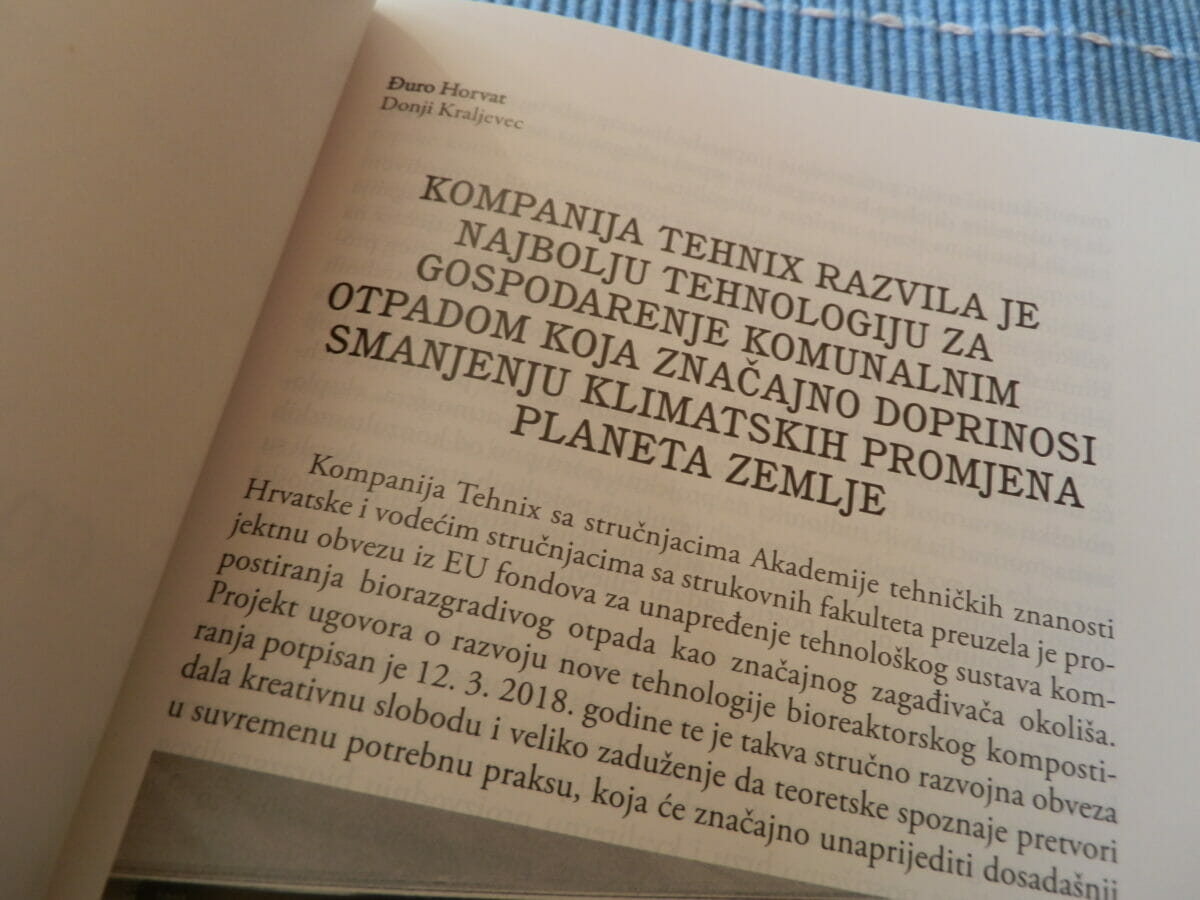 Đuro Horvat
Donji Kraljevec
KOMPANIJA TEHNIX RAZVILA JE
NAJBOLJU TEHNOLOGIJU ZA
GOSPODARENJE KOMUNALNIM
OTPADOM KOJA ZNAČAJNO DOPRINOSI
SMANJENJU KLIMATSKIH PROMJENA
PLANETA ZEMLJE
Kompanija Tehnix sa stručnjacima Akademije tehničkih znanosti
Hrvatske i vodećim stručnjacima sa strukovnih fakulteta preuzela je pro-
jektnu obvezu iz EU fondova za unapređenje tehnološkog sustava kom-
postiranja biorazgradivog otpada kao značajnog zagađivača okoliša.
Projekt ugovora o razvoju nove tehnologije bioreaktorskog komposti-
ranja potpisan je 12. 3. 2018. godine te je takva stručno razvojna obveza
dala kreativnu slobodu i veliko zaduženje da teoretske spoznaje pretvori
u suvremenu potrebnu praksu, koja će značajno unaprijediti dosadašnji